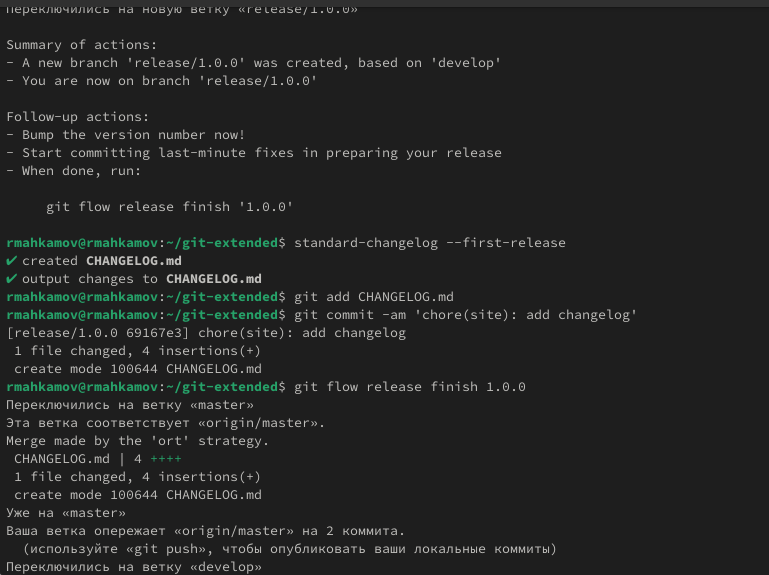 Переключились на новую ветку «release/1.0.0»
Summary of actions:
- A new branch 'release/1.0.0' was created, based on 'develop'
- You are now on branch 'release/1.0.0'
Follow-up actions:
- Bump the version number now!
- Start committing last-minute fixes in preparing your release
- When done, run:
git flow release finish '1.0.0'
rmahkamov@rmahkamov:~/git-extended$ standard-changelog --first-release
✔ created CHANGELOG.md
✔ output changes to CHANGELOG.md
rmahkamov@rmahkamov:~/git-extended$ git add CHANGELOG.md
rmahkamov@rmahkamov:~/git-extended$ git commit -am 'chore(site): add changelog'
[release/1.0.0 69167e3] chore(site): add changelog
1 file changed, 4 insertions(+)
create mode 100644 CHANGELOG.md
rmahkamov@rmahkamov:~/git-extended$ git flow release finish 1.0.0
Переключились на ветку «master»
Эта ветка соответствует «origin/master».
Merge made by the 'ort' strategy.
CHANGELOG.md | 4 ++++
1 file changed, 4 insertions(+)
create mode 100644 CHANGELOG.md
Уже на «master»
Ваша ветка опережает «origin/master» на 2 коммита.
(используйте «git push», чтобы опубликовать ваши локальные коммиты)
Переключились на ветку «develop»